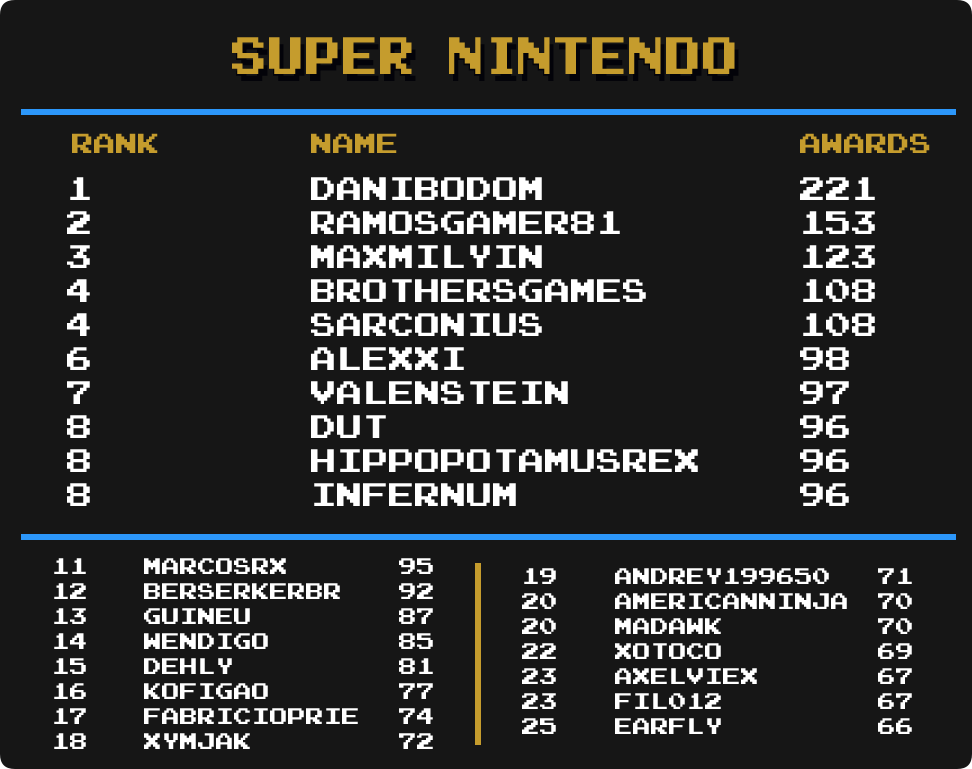 SUPER NINTENDO
RANK NAME AWARDS
1 DANIBODOM 221
2 RAMOSGAMER81 153
3 MAXMILYIN 123
4 BROTHERSGAMES 108
4 SARCONIUS 108
6 ALEXXI 98
7 VALENSTEIN 97
8 DUT 96
8 HIPPOPOTAMUSREX 96
8 INFERNUM 96
11 MARCOSRX 95
12 BERSERKERBR 92
13 GUINEU 87
14 WENDIGO 85
15 DEHLY 81
16 KOFIGAO 77
17 FABRICIOPRIE 74
18 XYMJAK 72
19 ANDREY199650 71
20 AMERICANNINJA 70
20 MADAWK 70
22 XOTOCO 69
23 AXELVIEX 67
23 FIL012 67
25 EARFLY 66